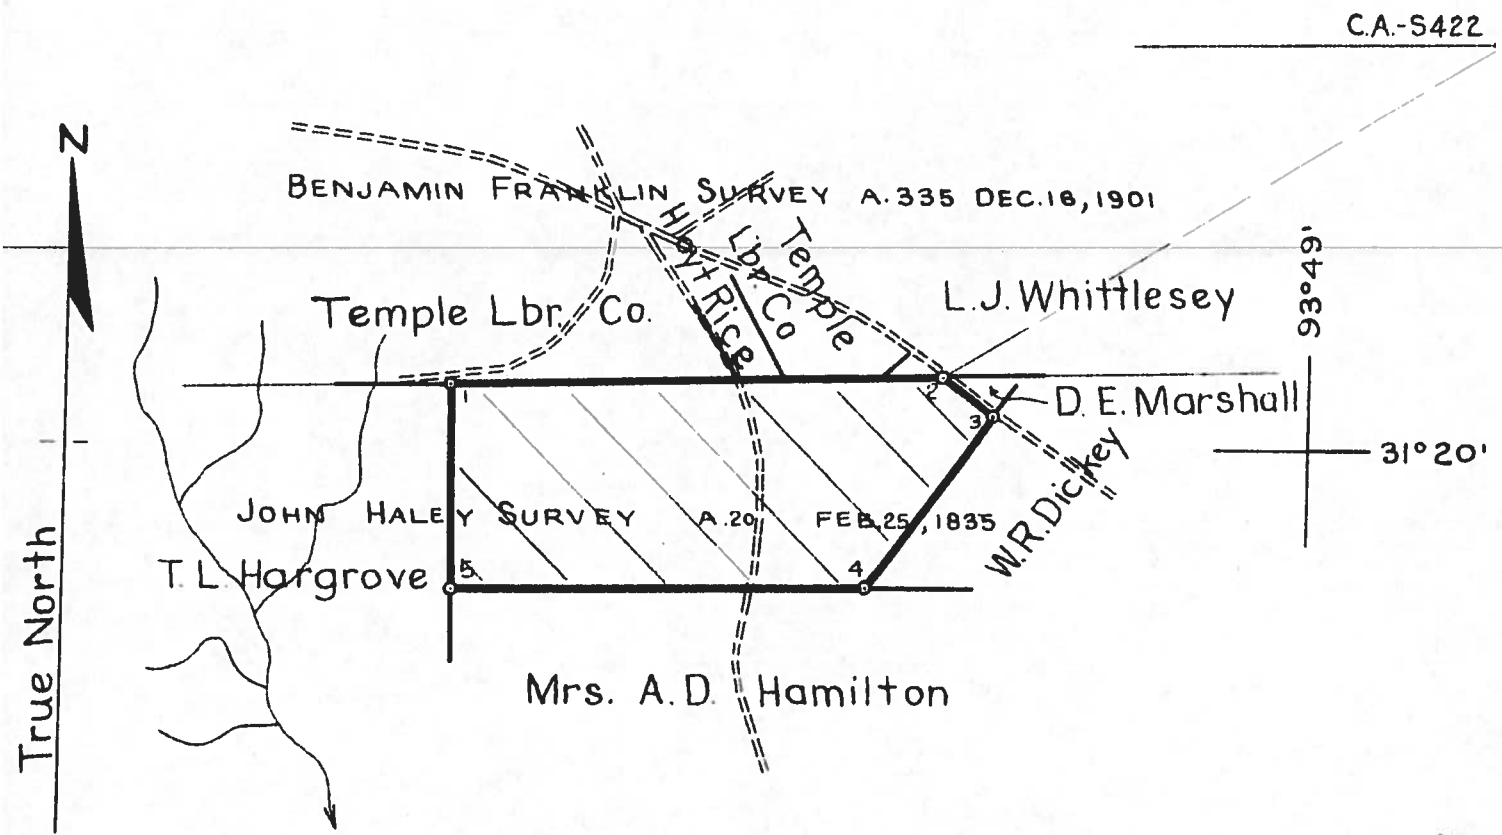 C.A.-S422
N
BENJAMIN FRANKLIN SURVEY A.335 DEC.18,1901
Hoyt Rice
Temple
Lbr Co
93°49'
Temple Lbr. Co.
L.J. Whittlesey
1
2
3
D. E. Marshall
31°20'
W.R. Dickey
JOHN HALEY SURVEY A.20 FEB.25,1835
T. L. Hargrove
5
4
True North
Mrs. A.D. Hamilton